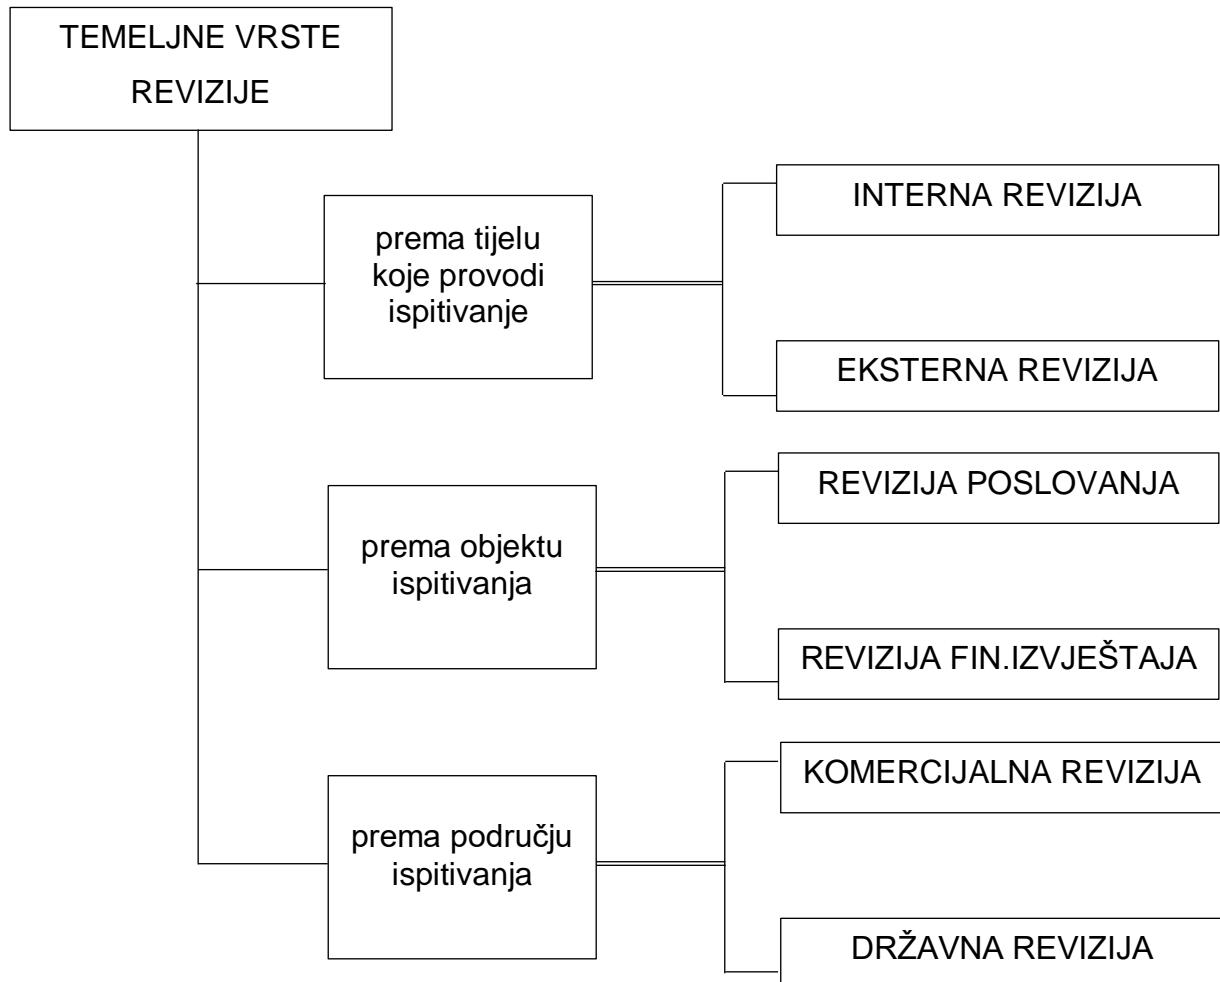 TEMELJNE VRSTE
REVIZIJE
prema tijelu
koje provodi
ispitivanje
INTERNA REVIZIJA
EKSTERNA REVIZIJA
prema objektu
ispitivanja
REVIZIJA POSLOVANJA
REVIZIJA FIN.IZVJEŠTAJA
prema području
ispitivanja
KOMERCIJALNA REVIZIJA
DRŽAVNA REVIZIJA